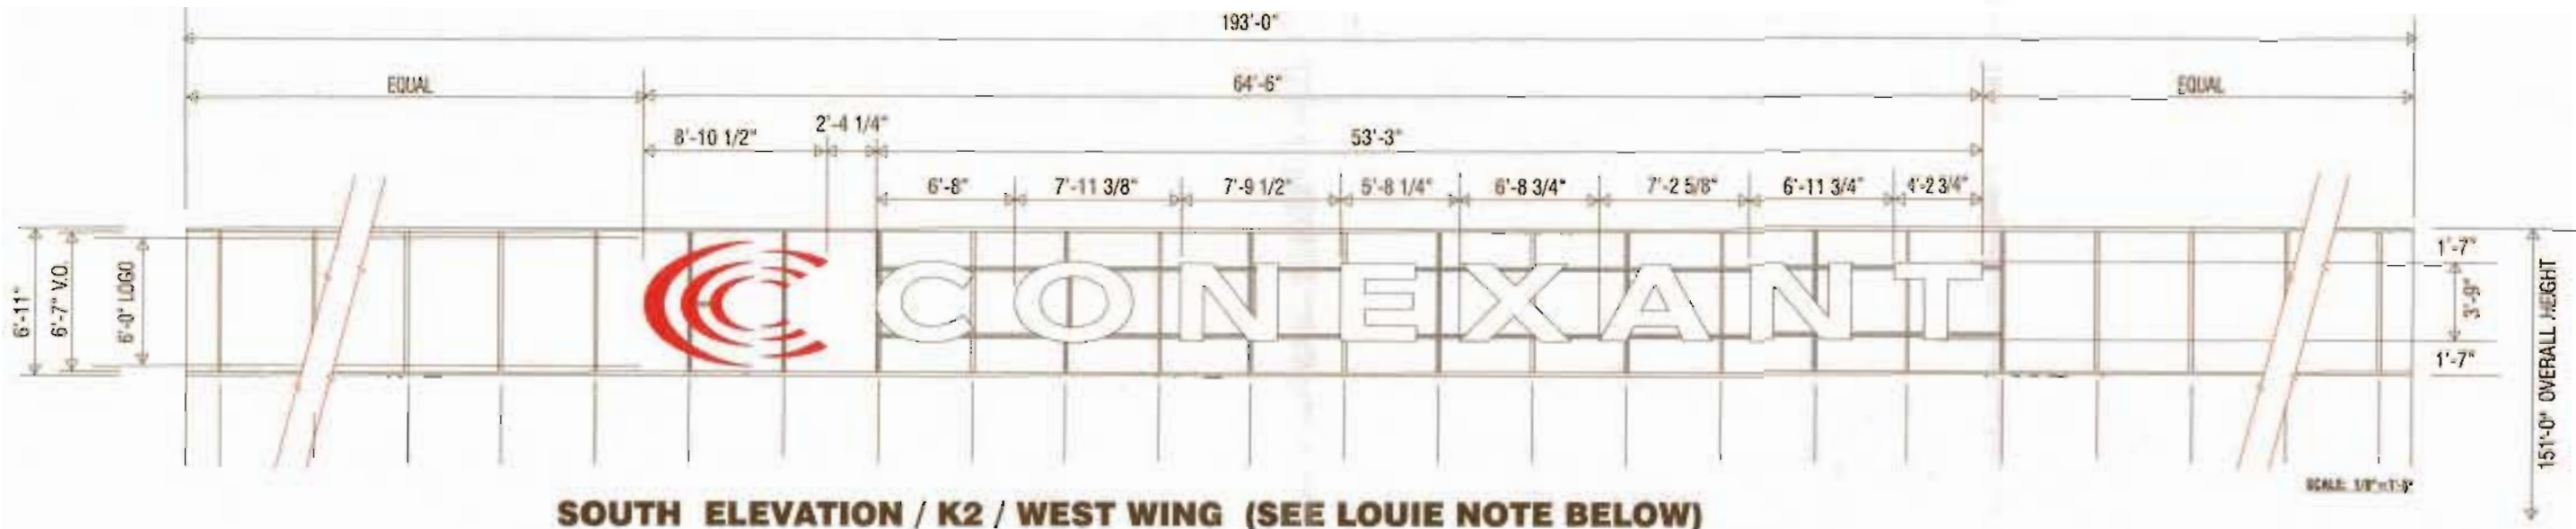 193'-0"
EQUAL
64'-6"
EQUAL
8'-10 1/2"
2'-4 1/4"
53'-3"
6'-8"
7'-11 3/8"
7'-9 1/2"
5'-8 1/4"
6'-8 3/4"
7'-2 5/8"
6'-11 3/4"
4'-2 3/4"
6'-11"
6'-7" V.O.
6'-0" LOGO
CONEXANT
1'-7"
3'-9"
1'-7"
151'-0" OVERALL HEIGHT
SCALE:
SOUTH ELEVATION / K2 / WEST WING (SEE LOUIE NOTE BELOW)